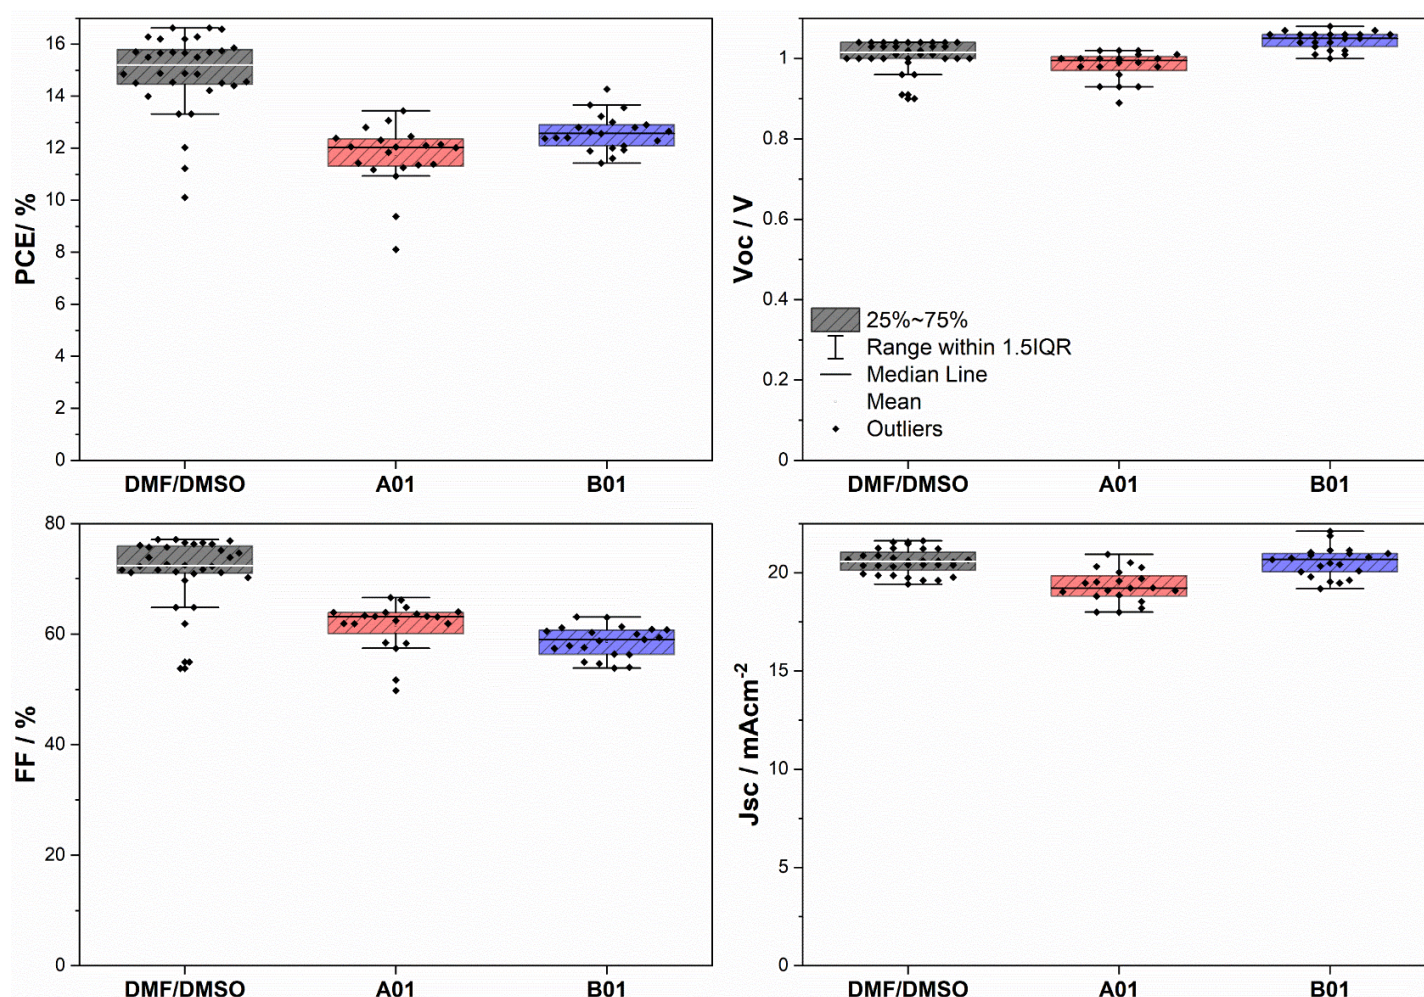 PCE/ %
16
14
12
10
8
6
4
2
0
DMF/DMSO A01 B01
Voc / V
1
0.8
0.6
0.4
0.2
0
25%~75%
Range within 1.5IQR
Median Line
Mean
Outliers
DMF/DMSO A01 B01
FF / %
80
60
40
20
0
DMF/DMSO A01 B01
Jsc / mAcm-2
20
15
10
5
0
DMF/DMSO A01 B01